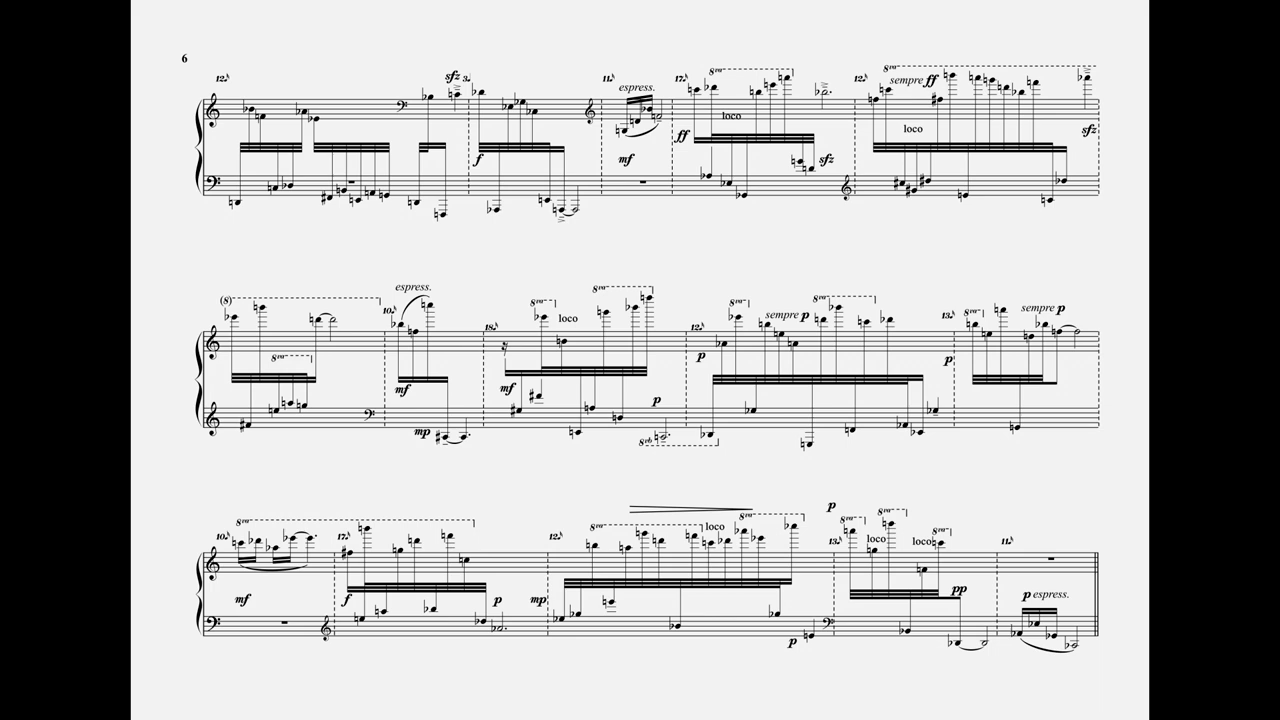 6
12. sfz 3. 11. espress. 17. 8va 12. sempre ff 8va
loco loco
f mf ff sfz sfz
(8) 10. espress. 18. 8va loco 8va 12. 8va sempre p 8va 13. 8va sempre p
8va
mf mf p p
mp p 8vb
10. 8va 17. 12. 8va loco 8va p 13. 8va loco 8va loco 8va 11.
mf f p mp p pp p espress.